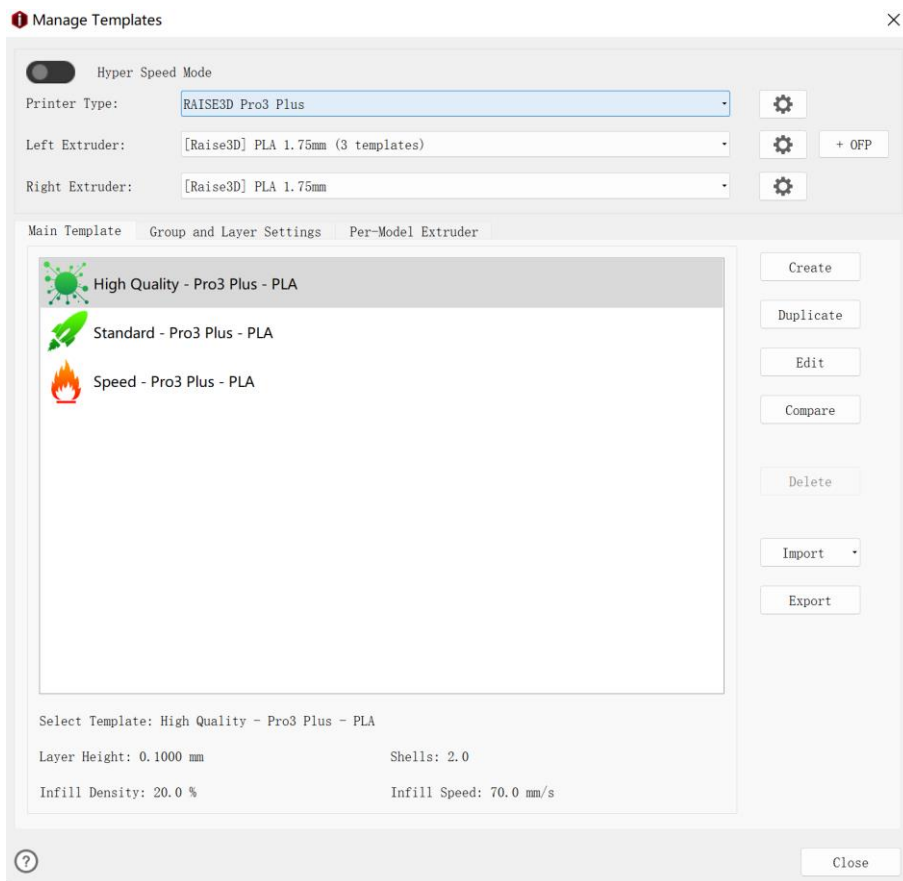 Manage Templates
Hyper Speed Mode
Printer Type: RAISE3D Pro3 Plus
Left Extruder: [Raise3D] PLA 1.75mm (3 templates) + OFP
Right Extruder: [Raise3D] PLA 1.75mm
Main Template Group and Layer Settings Per-Model Extruder
High Quality - Pro3 Plus - PLA
Standard - Pro3 Plus - PLA
Speed - Pro3 Plus - PLA
Create
Duplicate
Edit
Compare
Delete
Import
Export
Select Template: High Quality - Pro3 Plus - PLA
Layer Height: 0.1000 mm Shells: 2.0
Infill Density: 20.0 % Infill Speed: 70.0 mm/s
? Close